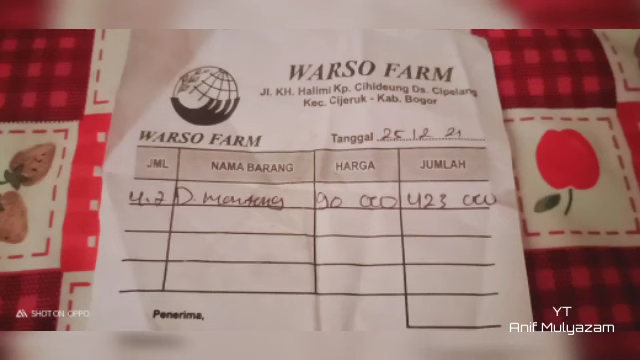 WARSO FARM
Jl. KH. Halimi Kp. Cihideung Ds. Cipelang
Kec. Cijeruk - Kab. Bogor
WARSO FARM
Tanggal 25 12 21
JML NAMA BARANG HARGA JUMLAH
4.7 D. 90 000 423 000
Penerima,
SHOT ON OPPO
YT
Anif Mulyazam